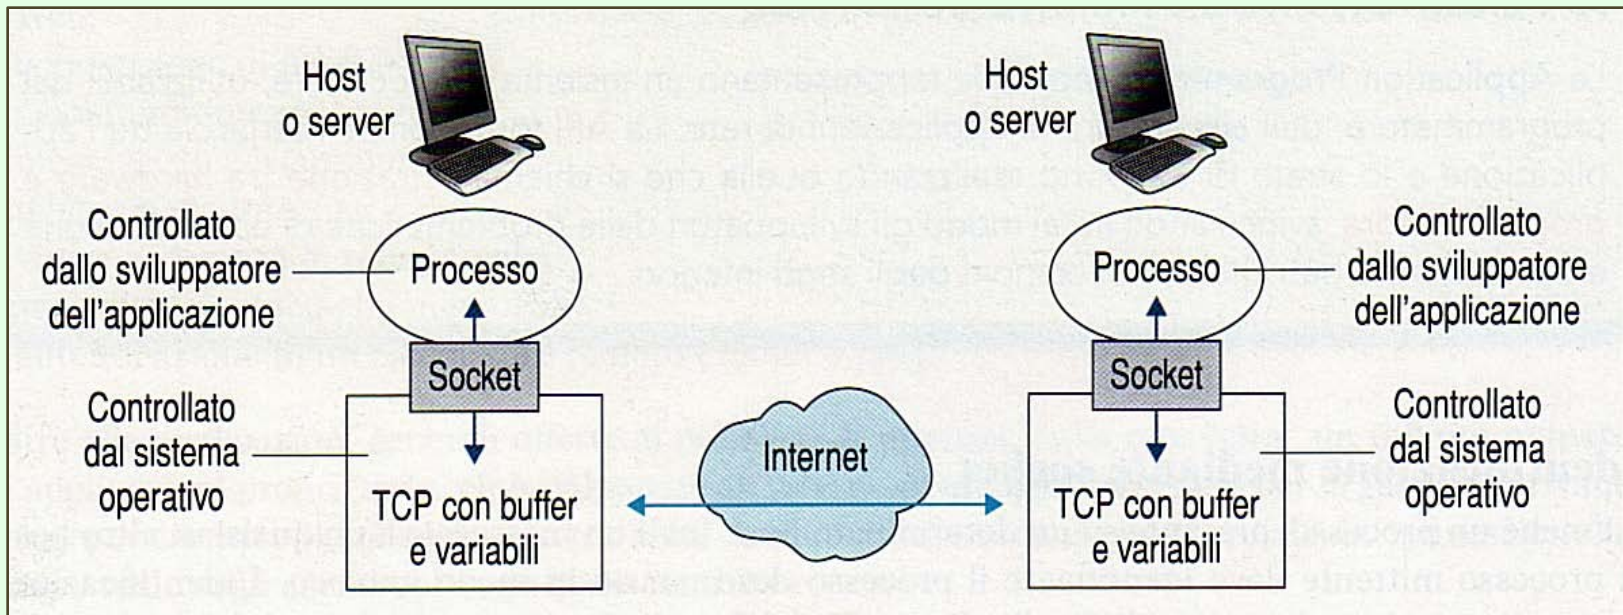 Host
o server
Host
o server
Controllato
dallo sviluppatore
dell'applicazione
Processo
Processo
Controllato
dallo sviluppatore
dell'applicazione
Socket
Socket
Controllato
dal sistema
operativo
Internet
Controllato
dal sistema
operativo
TCP con buffer
e variabili
TCP con buffer
e variabili